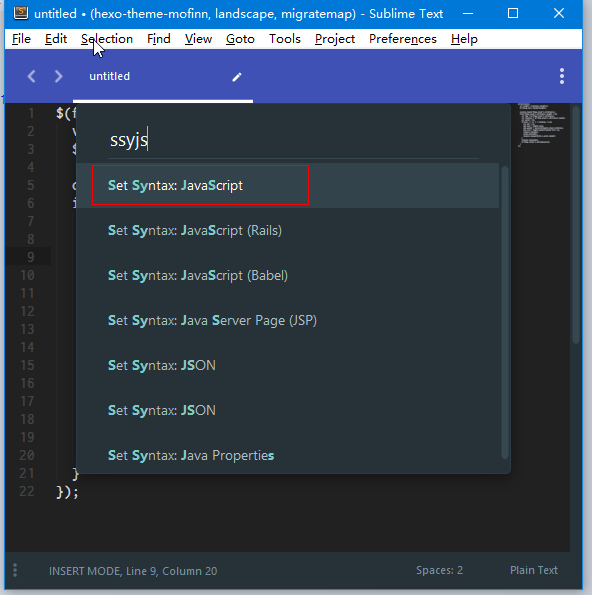 untitled • (hexo-theme-mofinn, landscape, migratemap) - Sublime Text
File Edit Selection Find View Goto Tools Project Preferences Help
untitled
1 $(f
2 v
3 $
4
5
6 i
7
8
9
10
11
12
13
14
15
16
17
18
19
20
21 }
22 });
ssyjs
Set Syntax: JavaScript
Set Syntax: JavaScript (Rails)
Set Syntax: JavaScript (Babel)
Set Syntax: Java Server Page (JSP)
Set Syntax: JSON
Set Syntax: JSON
Set Syntax: Java Properties
INSERT MODE, Line 9, Column 20 Spaces: 2 Plain Text